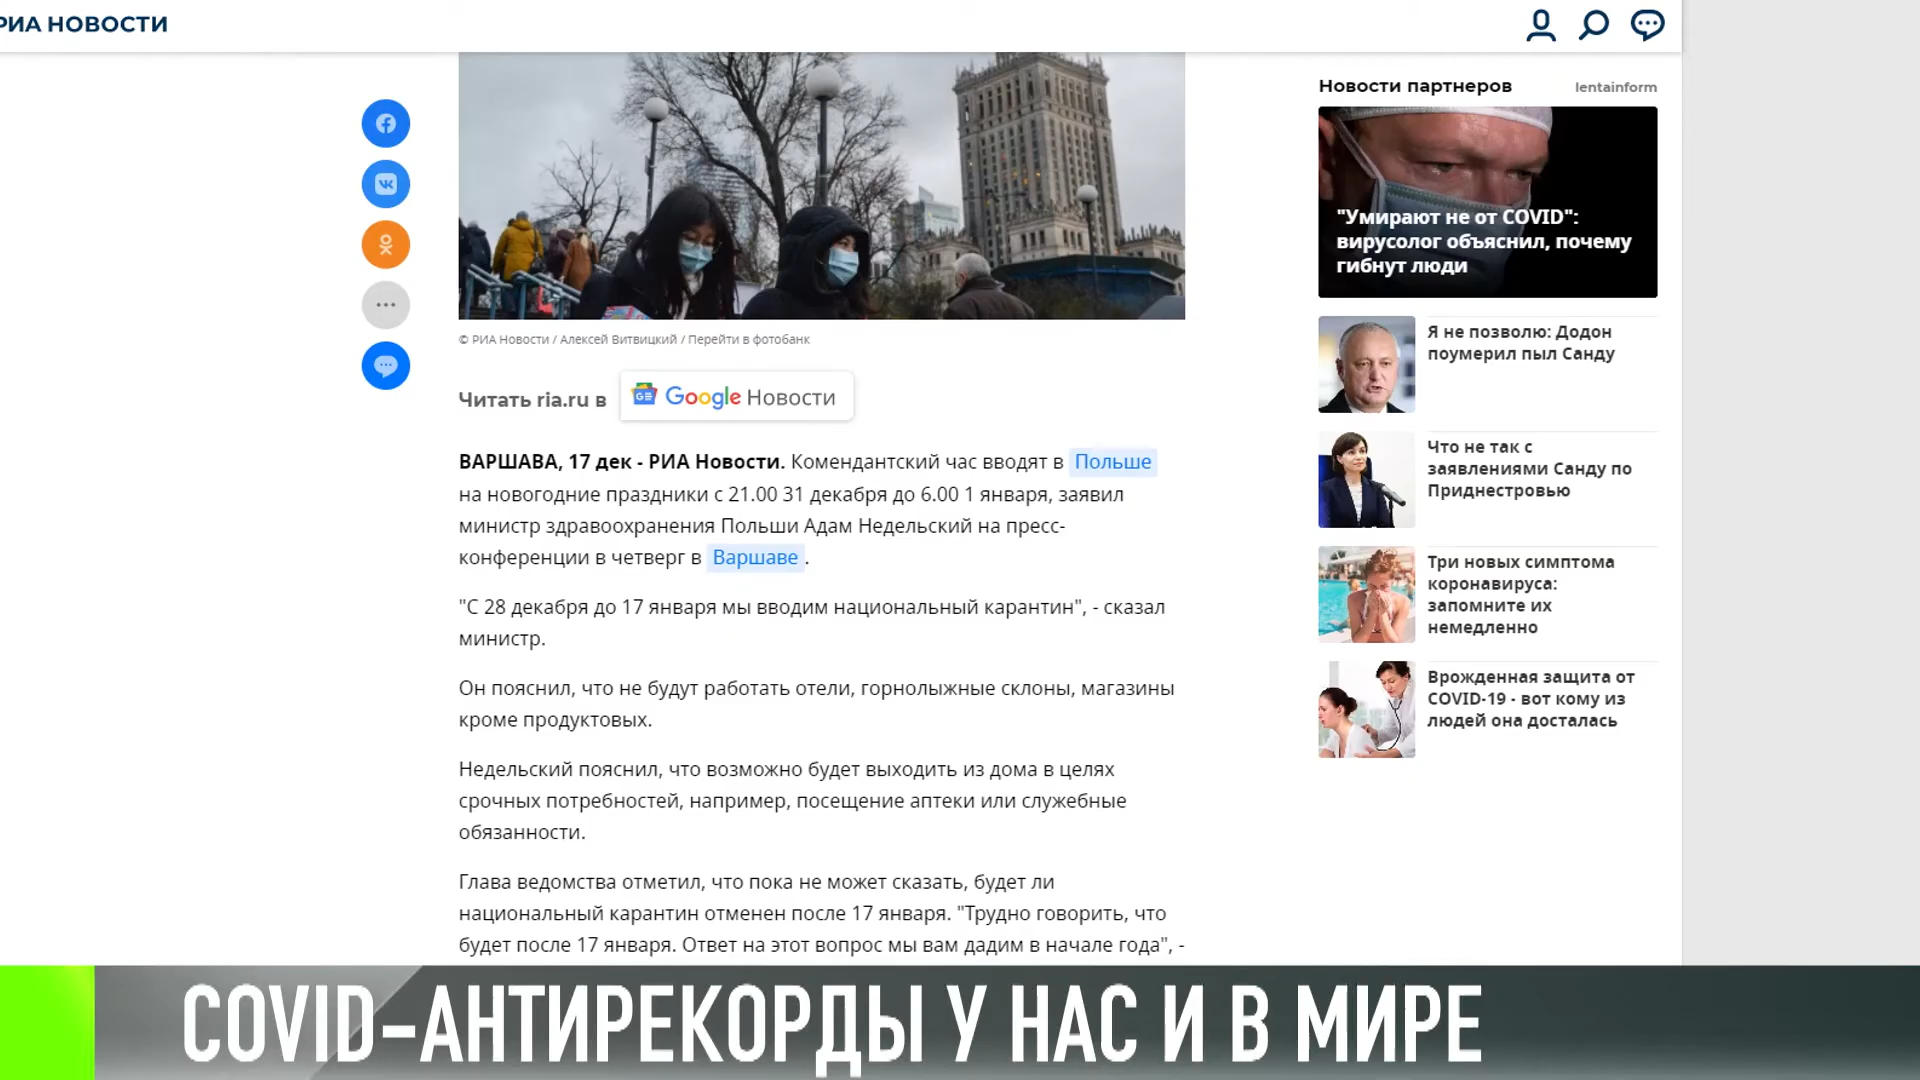 РИА НОВОСТИ
© РИА Новости / Алексей Витвицкий / Перейти в фотобанк
Читать ria.ru в
GE Google Новости
ВАРШАВА, 17 дек - РИА Новости. Комендантский час вводят в Польше
на новогодние праздники с 21.00 31 декабря до 6.00 1 января, заявил
министр здравоохранения Польши Адам Недельский на пресс-
конференции в четверг в Варшаве .
"С 28 декабря до 17 января мы вводим национальный карантин", - сказал
министр.
Он пояснил, что не будут работать отели, горнолыжные склоны, магазины
кроме продуктовых.
Недельский пояснил, что возможно будет выходить из дома в целях
срочных потребностей, например, посещение аптеки или служебные
обязанности.
Глава ведомства отметил, что пока не может сказать, будет ли
национальный карантин отменен после 17 января. "Трудно говорить, что
будет после 17 января. Ответ на этот вопрос мы вам дадим в начале года", -
Новости партнеров
lentainform
"Умирают не от COVID":
вирусолог объяснил, почему
гибнут люди
Я не позволю: Додон
поумерил пыл Санду
Что не так с
заявлениями Санду по
Приднестровью
Три новых симптома
коронавируса:
запомните их
немедленно
Врожденная защита от
COVID-19 - вот кому из
людей она досталась
COVID-АНТИРЕКОРДЫ У НАС И В МИРЕ